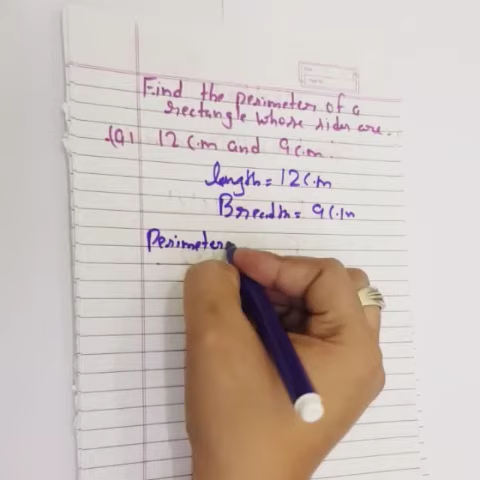 Find the perimeter of a
rectangle whose sides are.
(a) 12 c.m and 9 c.m.
length = 12 c.m
Breadth = 9 c.m
Perimeter